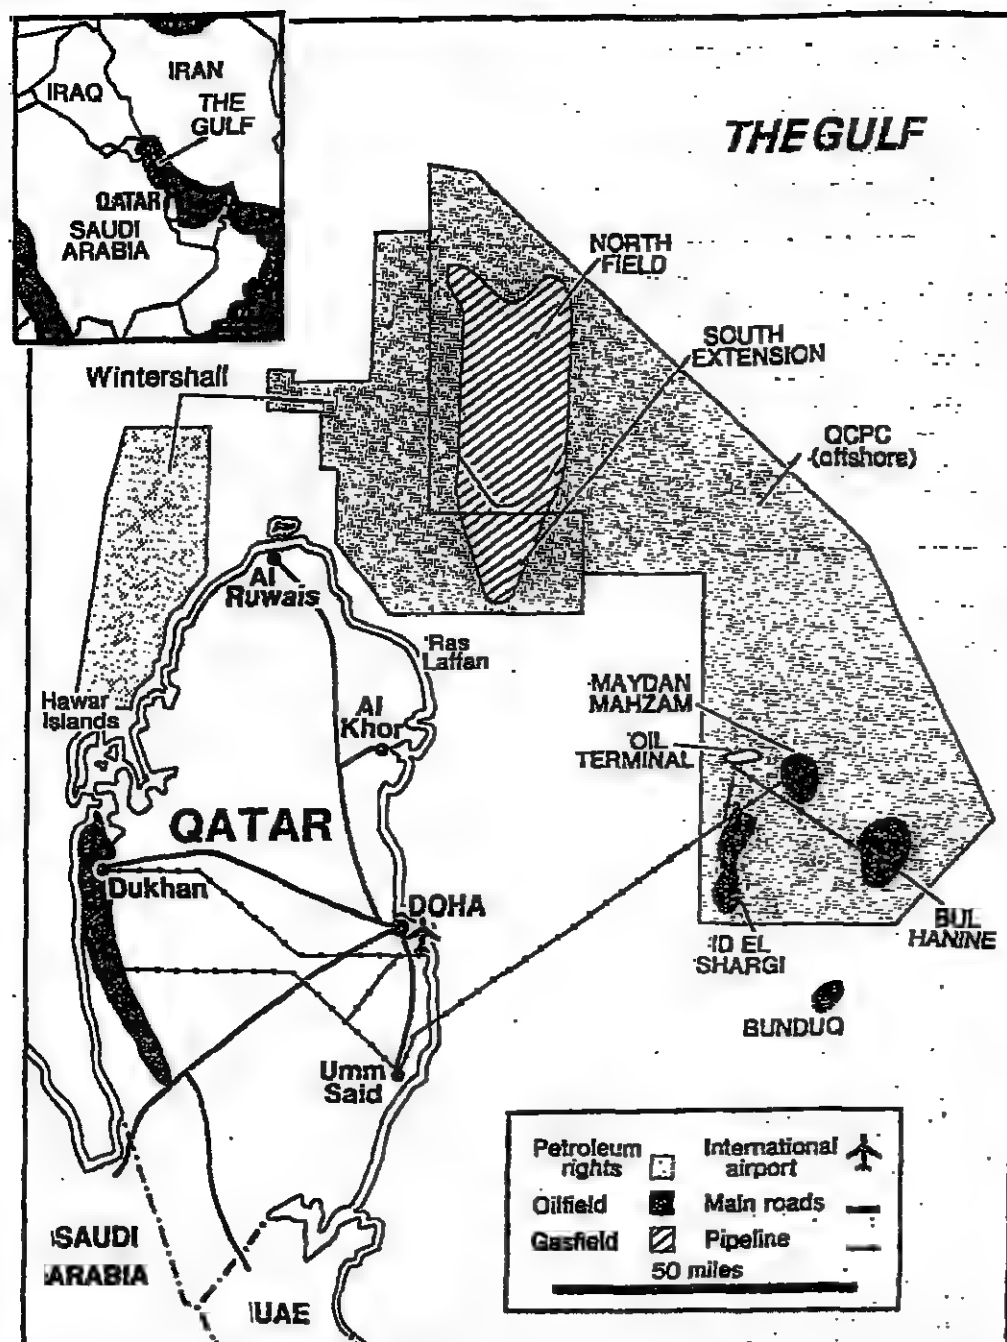 IRAN
IRAQ
THE
GULF
QATAR
SAUDI
ARABIA
THE GULF
NORTH
FIELD
SOUTH
EXTENSION
Wintershall
QCPC
(offshore)
Al
Ruwais
Ras
Laffan
Hawar
Islands
Al
Khor
MAYDAN
MAHZAM
OIL
TERMINAL
QATAR
Dukhan
DOHA
ID EL
SHARGI
BUL
HANINE
BUNDUQ
Umm
Said
SAUDI
ARABIA
UAE
Petroleum
rights
International
airport
Oilfield
Main roads
Gasfield
Pipeline
50 miles